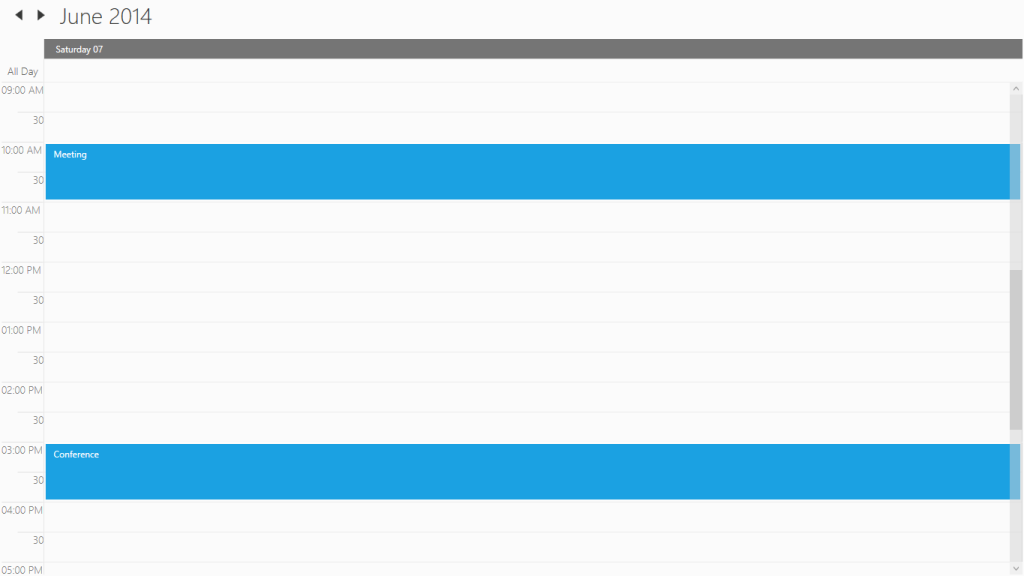 June 2014
Saturday 07
All Day
09:00 AM
30
10:00 AM
Meeting
30
11:00 AM
30
12:00 PM
30
01:00 PM
30
02:00 PM
30
03:00 PM
Conference
30
04:00 PM
30
05:00 PM